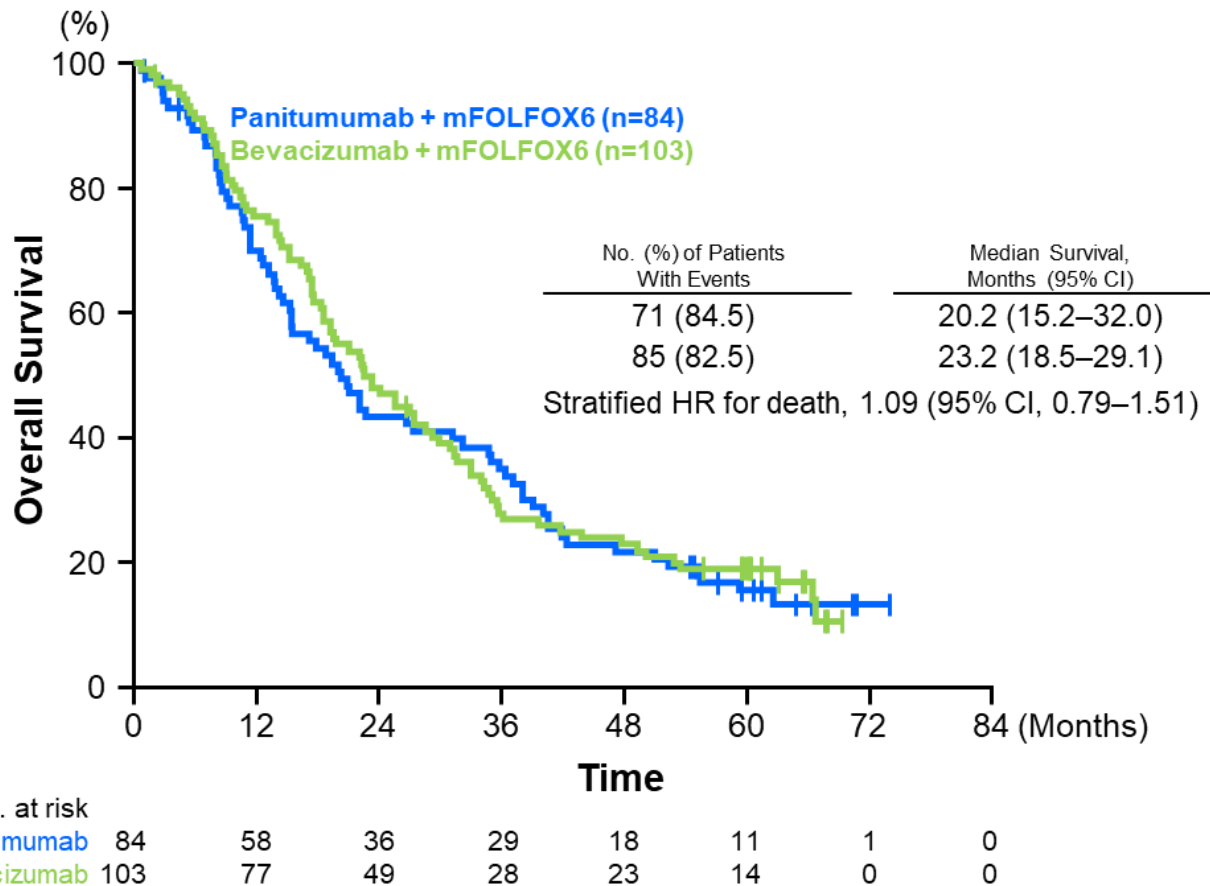 (%)
100
Panitumumab + mFOLFOX6 (n=84)
Bevacizumab + mFOLFOX6 (n=103)
80
60
40
20
0
Overall Survival
No. (%) of Patients With Events
Median Survival, Months (95% CI)
71 (84.5) 20.2 (15.2–32.0)
85 (82.5) 23.2 (18.5–29.1)
Stratified HR for death, 1.09 (95% CI, 0.79–1.51)
0 12 24 36 48 60 72 84 (Months)
Time
. at risk
mumab 84 58 36 29 18 11 1 0
cizumab 103 77 49 28 23 14 0 0